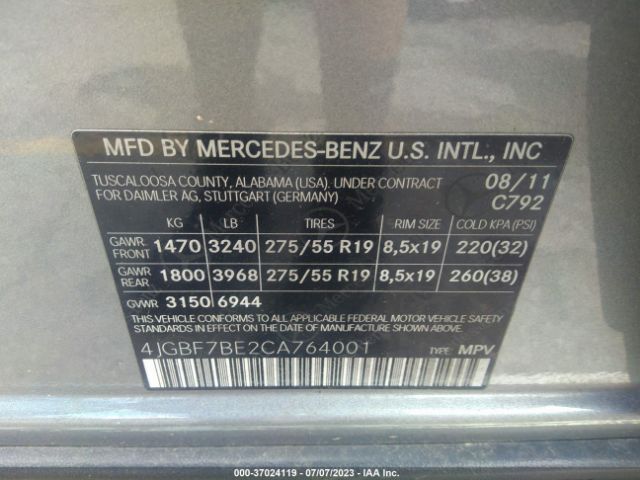 MFD BY MERCEDES-BENZ U.S. INTL., INC
TUSCALOOSA COUNTY, ALABAMA (USA). UNDER CONTRACT
FOR DAIMLER AG, STUTTGART (GERMANY)
08/11
C792
KG LB TIRES RIM SIZE COLD KPA (PSI)
GAWR FRONT 1470 3240 275/55 R19 8,5x19 220(32)
GAWR REAR 1800 3968 275/55 R19 8,5x19 260(38)
GVWR 3150 6944
THIS VEHICLE CONFORMS TO ALL APPLICABLE FEDERAL MOTOR VEHICLE
SAFETY AND THEFT PREVENTION STANDARDS IN EFFECT ON THE DATE
OF MANUFACTURE SHOWN ABOVE.
4JGBF7BE2CA764001 TYPE: MPV
000-37024119 - 07/07/2023 - IAA Inc.